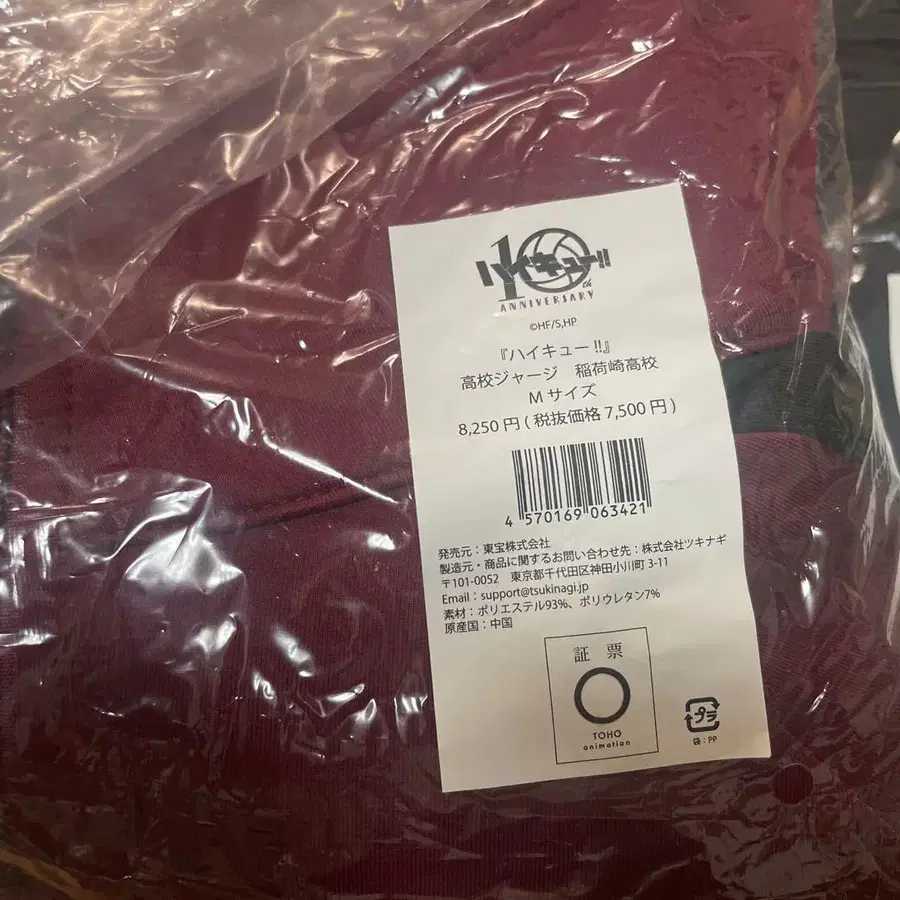 ハイキュー!!
10th
ANNIVERSARY
©HF/S,HP
『ハイキュー!!』
高校ジャージ　稲荷崎高校
Mサイズ
8,250円(税抜価格7,500円)
4 570169 063421
発売元：東宝株式会社
製造元・商品に関するお問い合わせ先：株式会社ツキナギ
〒101-0052　東京都千代田区神田小川町3-11
Email：support@tsukinagi.jp
素材：ポリエステル93%、ポリウレタン7%
原産国：中国
証票
TOHO
animation
プラ
袋：PP